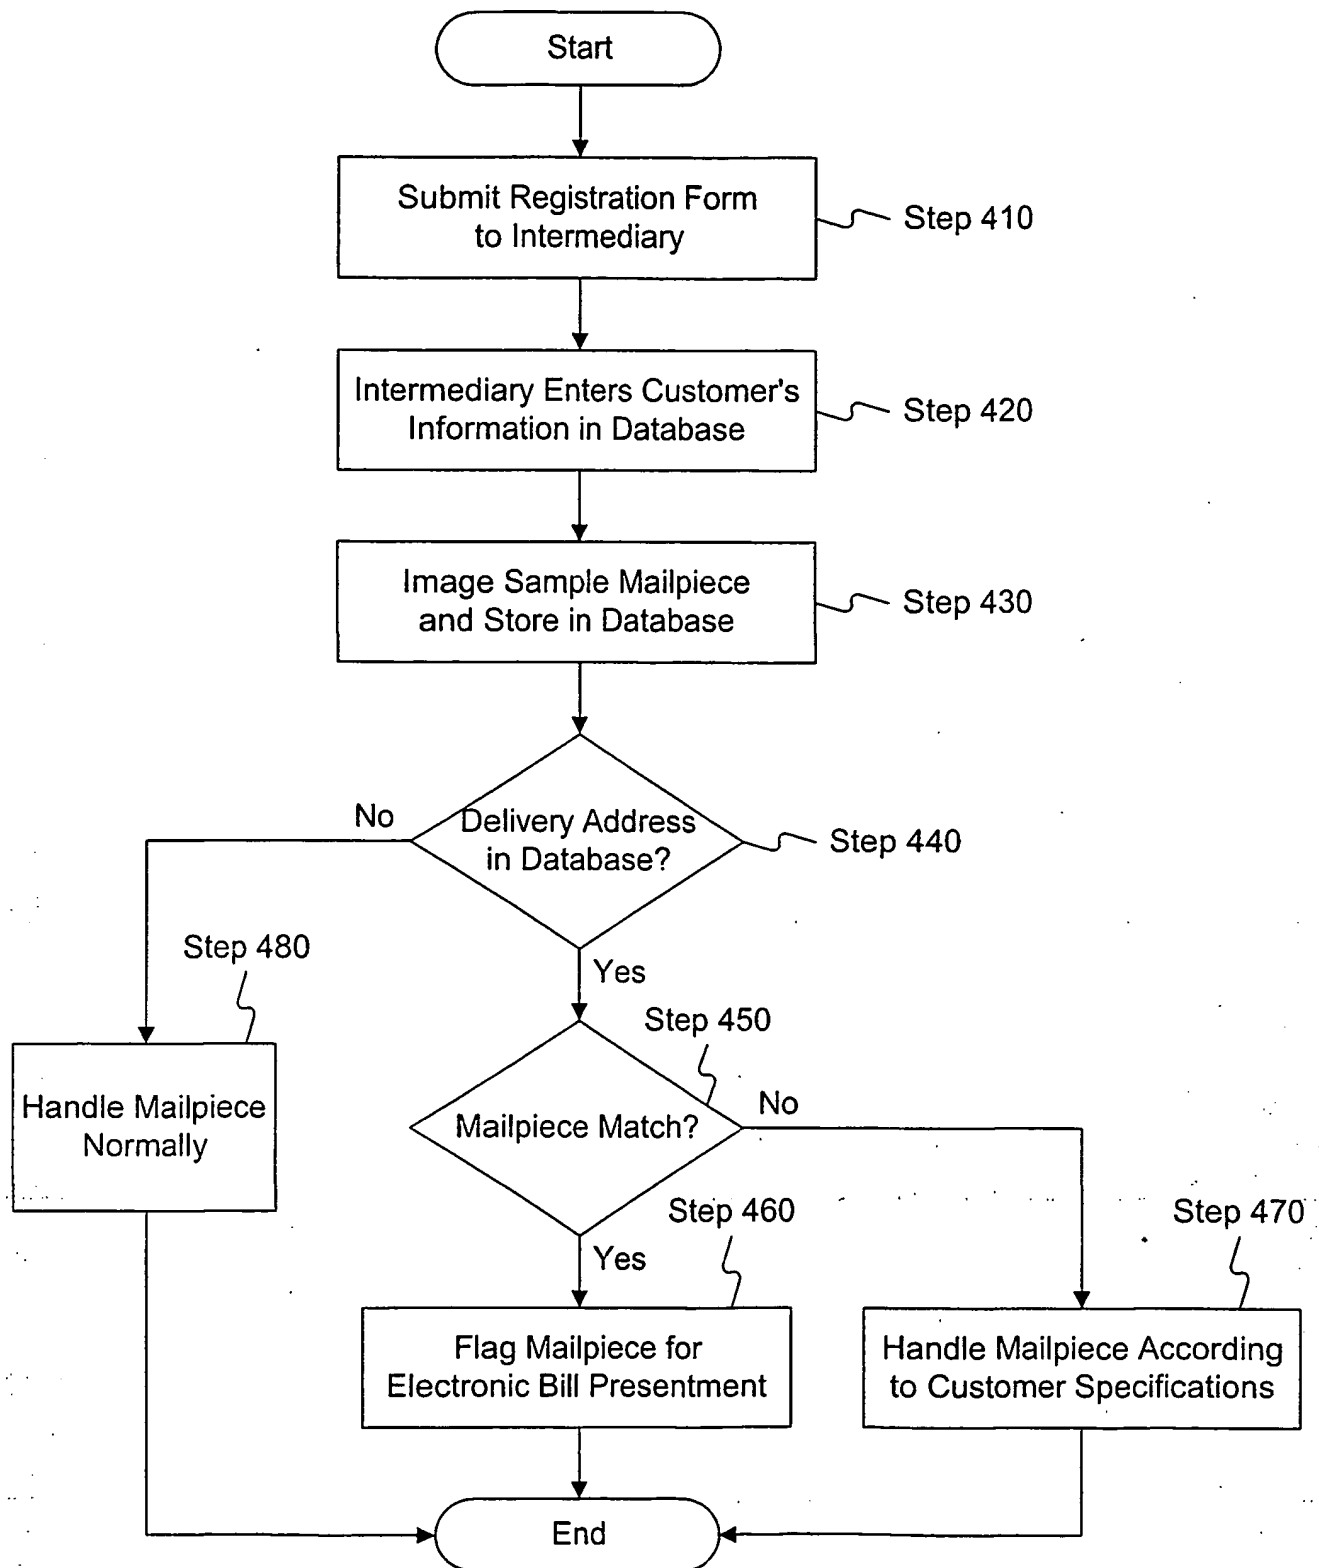 Start
Submit Registration Form
to Intermediary
Step 410
Intermediary Enters Customer's
Information in Database
Step 420
Image Sample Mailpiece
and Store in Database
Step 430
No
Delivery Address
in Database?
Step 440
Step 480
Yes
Step 450
Handle Mailpiece
Normally
Mailpiece Match?
No
Step 460
Step 470
Yes
Flag Mailpiece for
Electronic Bill Presentment
Handle Mailpiece According
to Customer Specifications
End